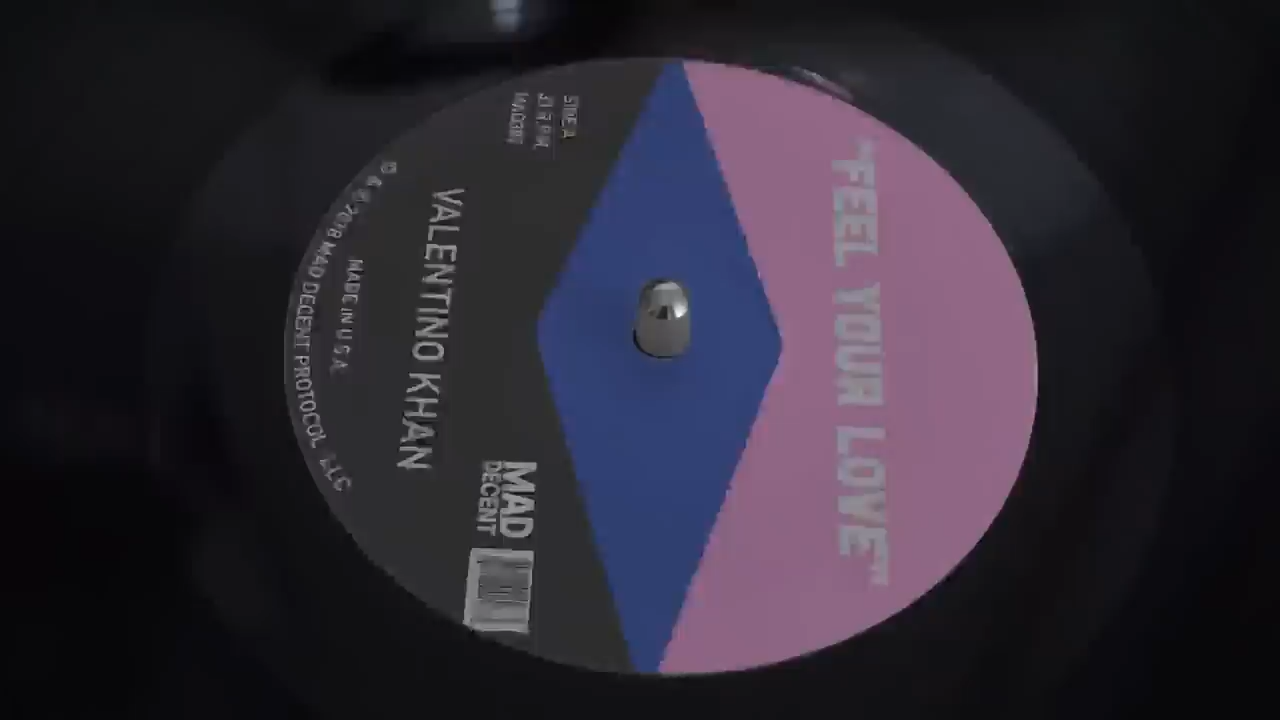 "FEEL YOUR LOVE"
SIDE A
VALENTINO KHAN
MAD
DECENT
MADE IN U.S.A.
2018 MAD DECENT PROTOCOL, LLC